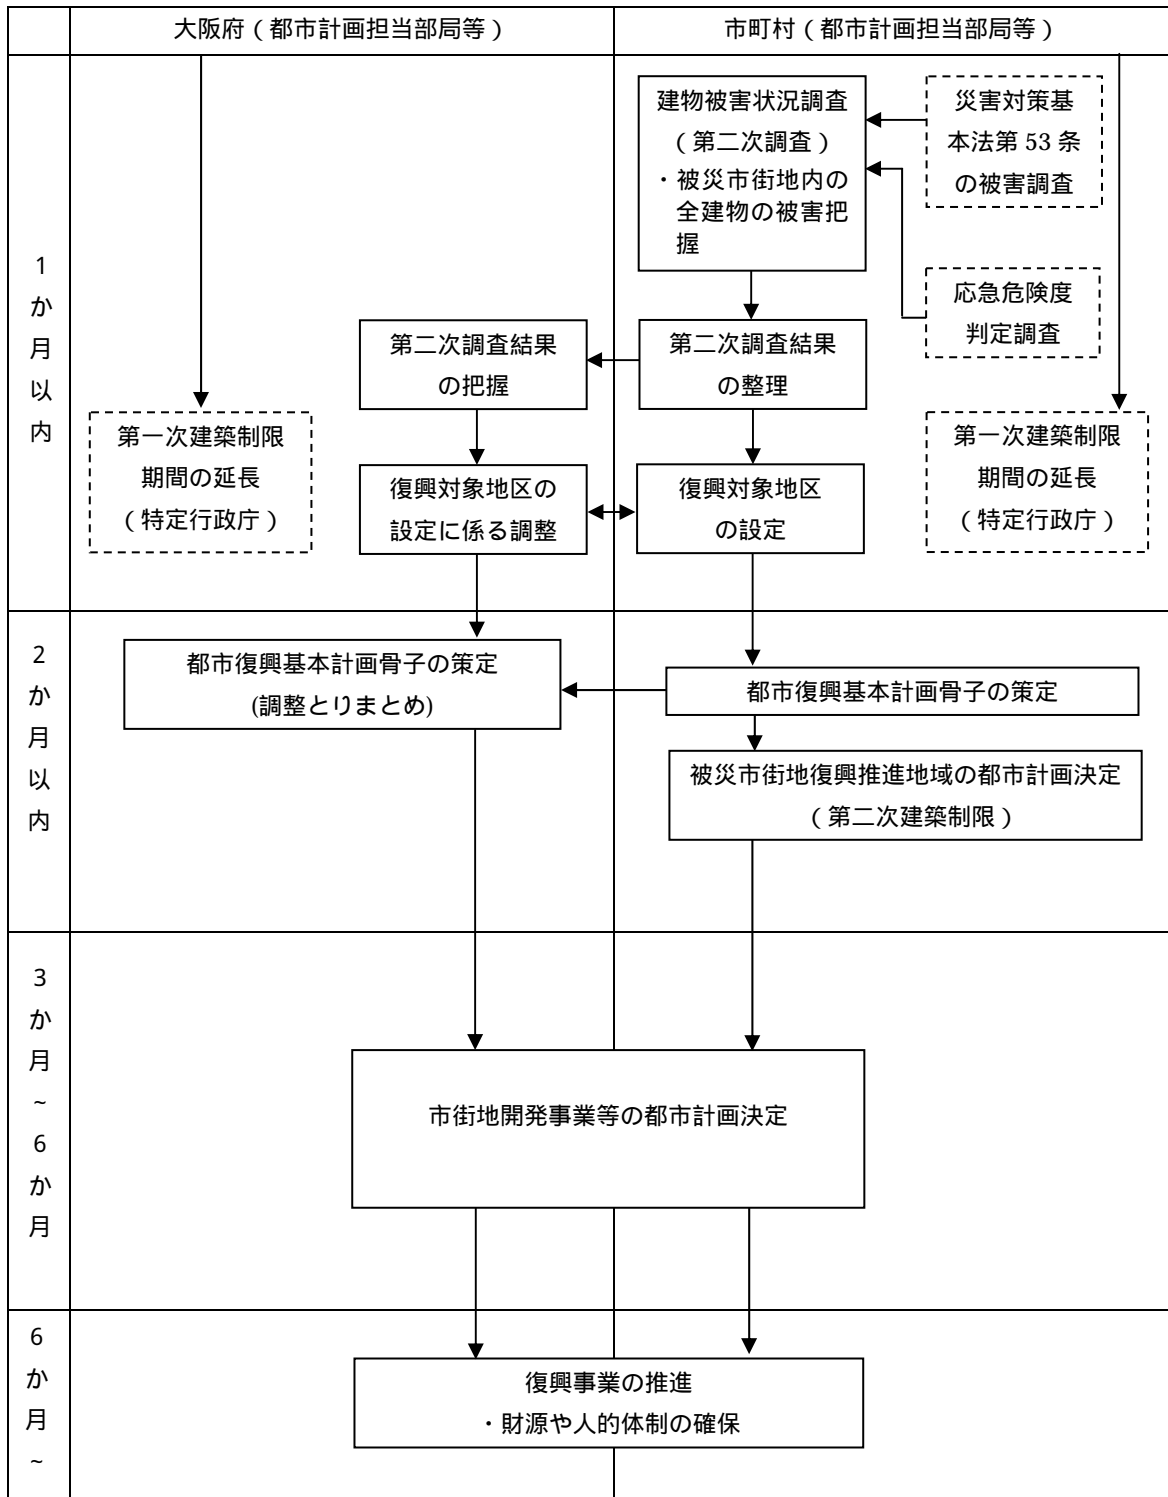 大阪府（都市計画担当部局等）
市町村（都市計画担当部局等）
1
か
月
以
内
建物被害状況調査
（第二次調査）
・被災市街地内の
全建物の被害把
握
災害対策基
本法第 53 条
の被害調査
応急危険度
判定調査
第二次調査結果
の把握
第二次調査結果
の整理
第一次建築制限
期間の延長
（特定行政庁）
復興対象地区の
設定に係る調整
復興対象地区
の設定
第一次建築制限
期間の延長
（特定行政庁）
2
か
月
以
内
都市復興基本計画骨子の策定
(調整とりまとめ)
都市復興基本計画骨子の策定
被災市街地復興推進地域の都市計画決定
（第二次建築制限）
3
か
月
~
6
か
月
市街地開発事業等の都市計画決定
6
か
月
~
復興事業の推進
・財源や人的体制の確保